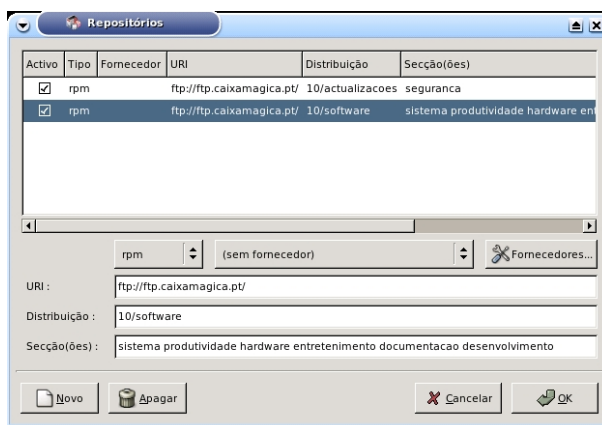 Repositórios
Activo Tipo Fornecedor URI Distribuição Secção(ões)
rpm ftp://ftp.caixamagica.pt/ 10/actualizacoes seguranca
rpm ftp://ftp.caixamagica.pt/ 10/software sistema produtividade hardware ent
rpm (sem fornecedor) Fornecedores...
URI : ftp://ftp.caixamagica.pt/
Distribuição : 10/software
Secção(ões) : sistema produtividade hardware entretenimento documentacao desenvolvimento
Novo Apagar Cancelar OK